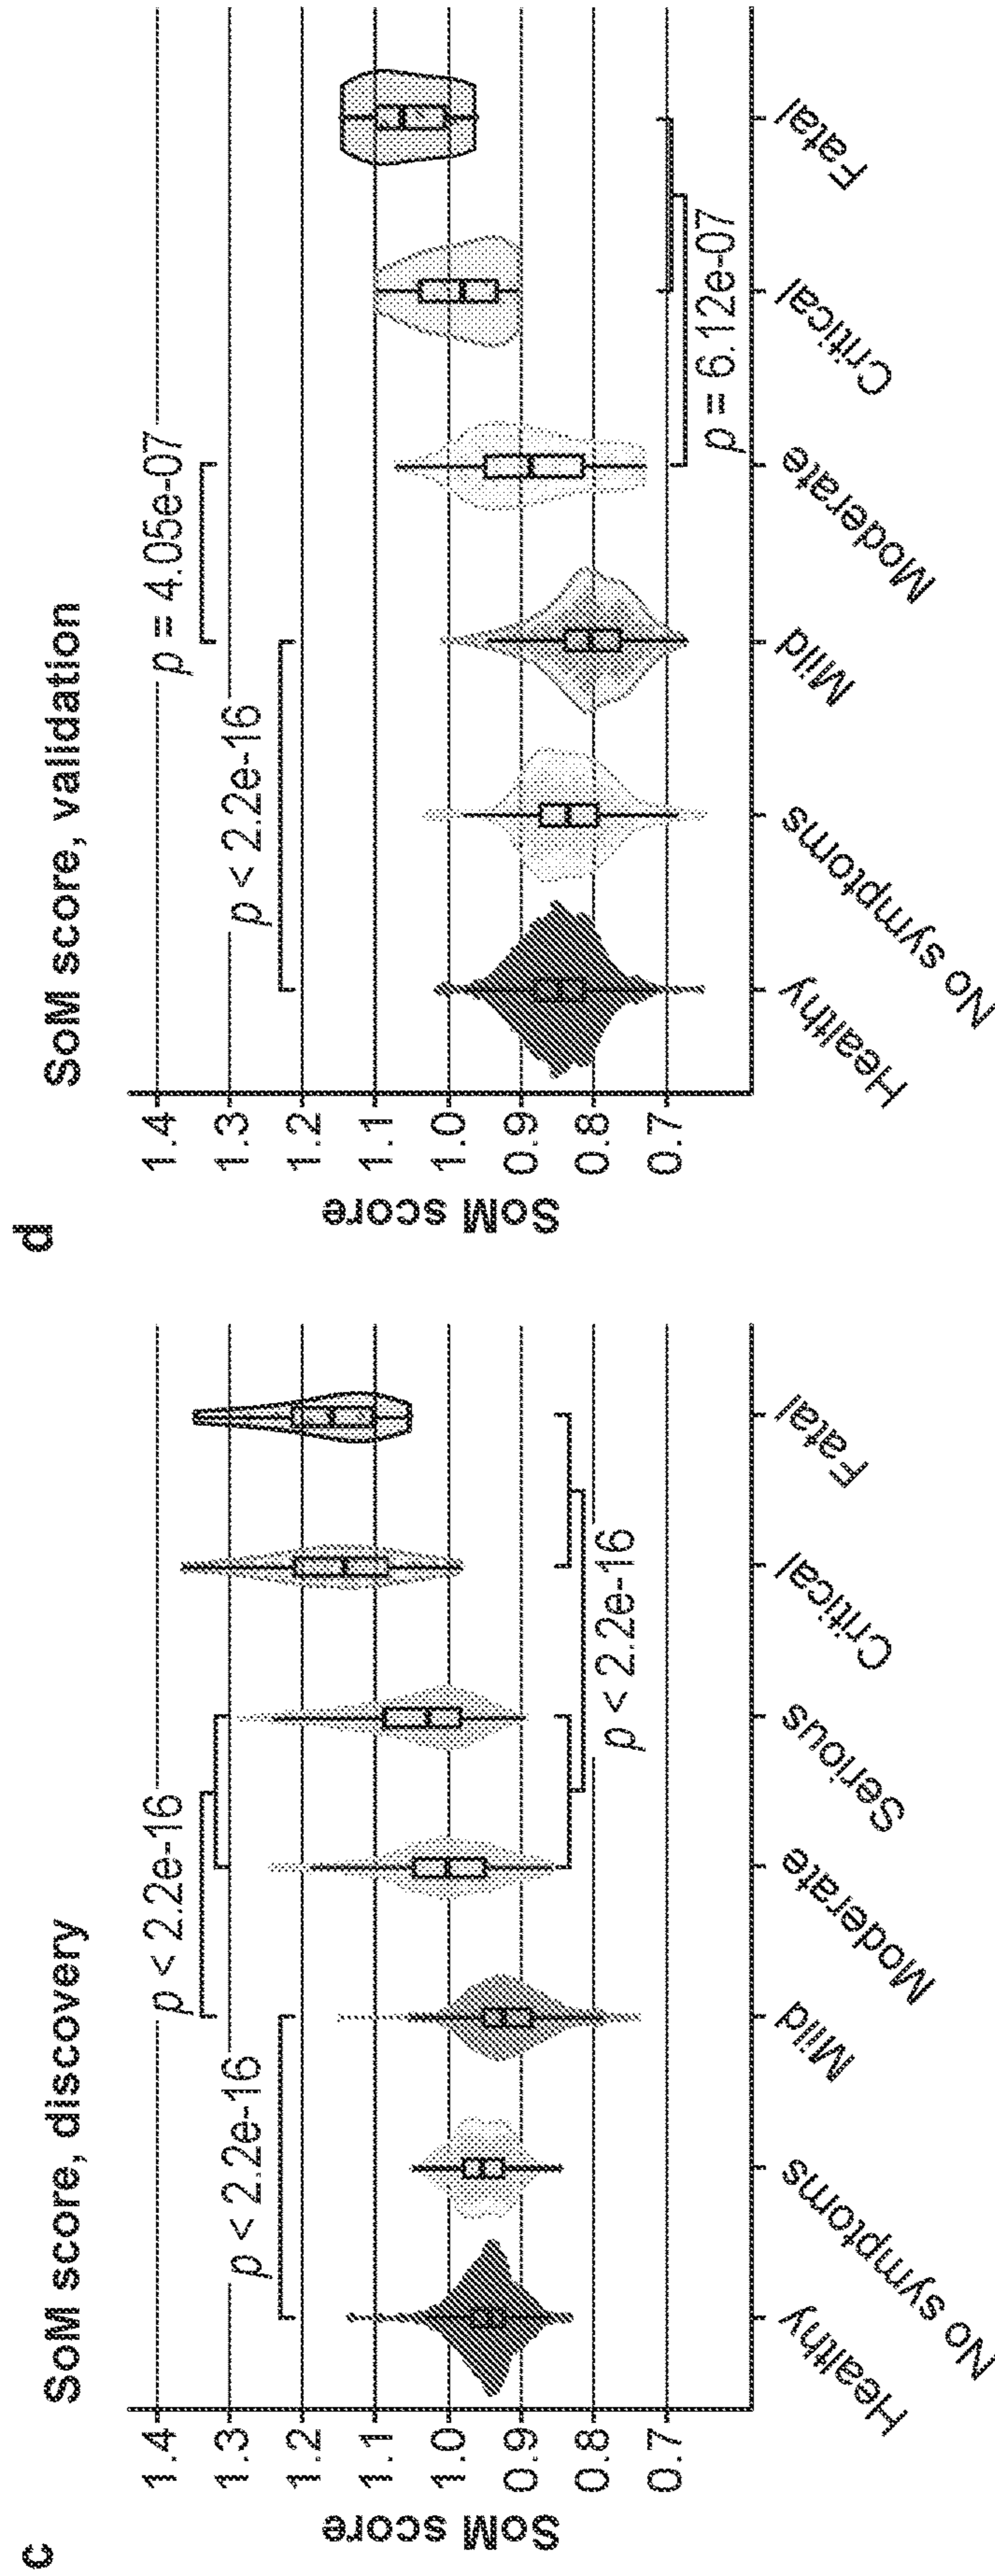 c
SoM score, discovery
SoM score
1.4
1.3
1.2
1.1
1.0
0.9
0.8
0.7
p < 2.2e-16
p < 2.2e-16
p < 2.2e-16
Healthy
No symptoms
Mild
Moderate
Serious
Critical
Fatal
d
SoM score, validation
SoM score
1.4
1.3
1.2
1.1
1.0
0.9
0.8
0.7
p < 2.2e-16
p = 4.05e-07
p = 6.12e-07
Healthy
No symptoms
Mild
Moderate
Critical
Fatal